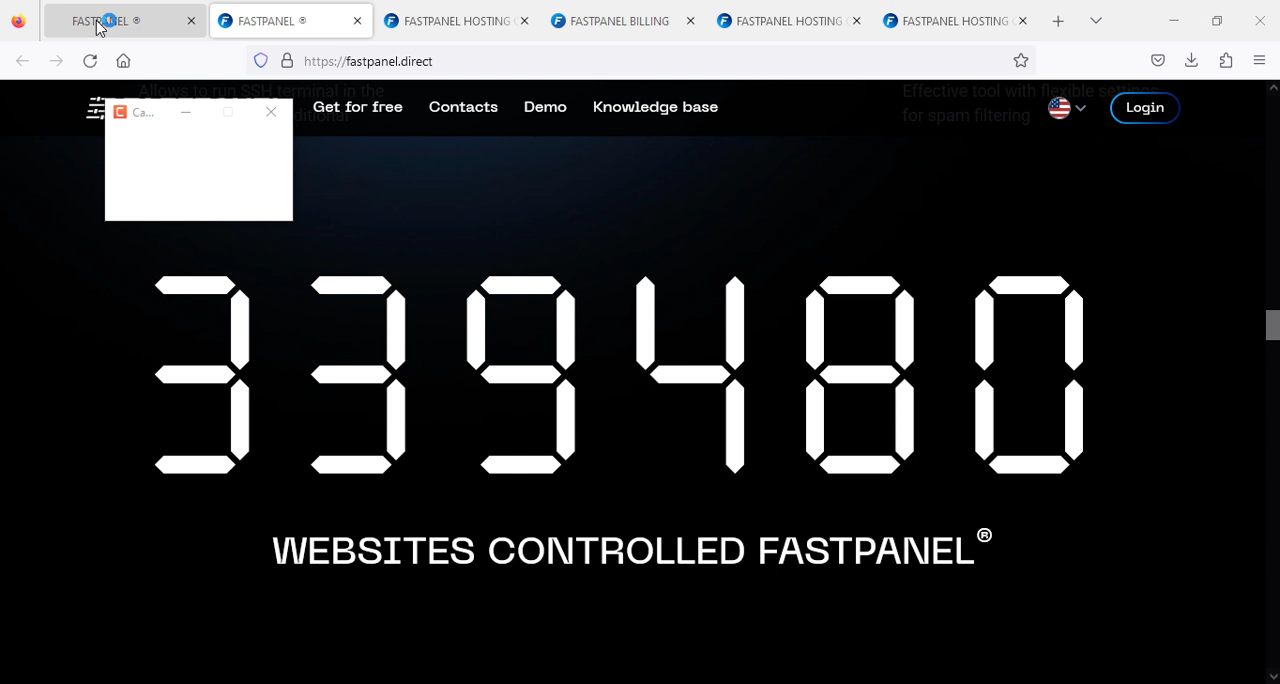 FASTPANEL ®
FASTPANEL ®
FASTPANEL HOSTING
FASTPANEL BILLING
FASTPANEL HOSTING
FASTPANEL HOSTING
https://fastpanel.direct
Allows to run SSH terminal in the
Effective tool with flexible settings
for spam filtering
Ca...
Get for free
Contacts
Demo
Knowledge base
Login
339480
WEBSITES CONTROLLED FASTPANEL®